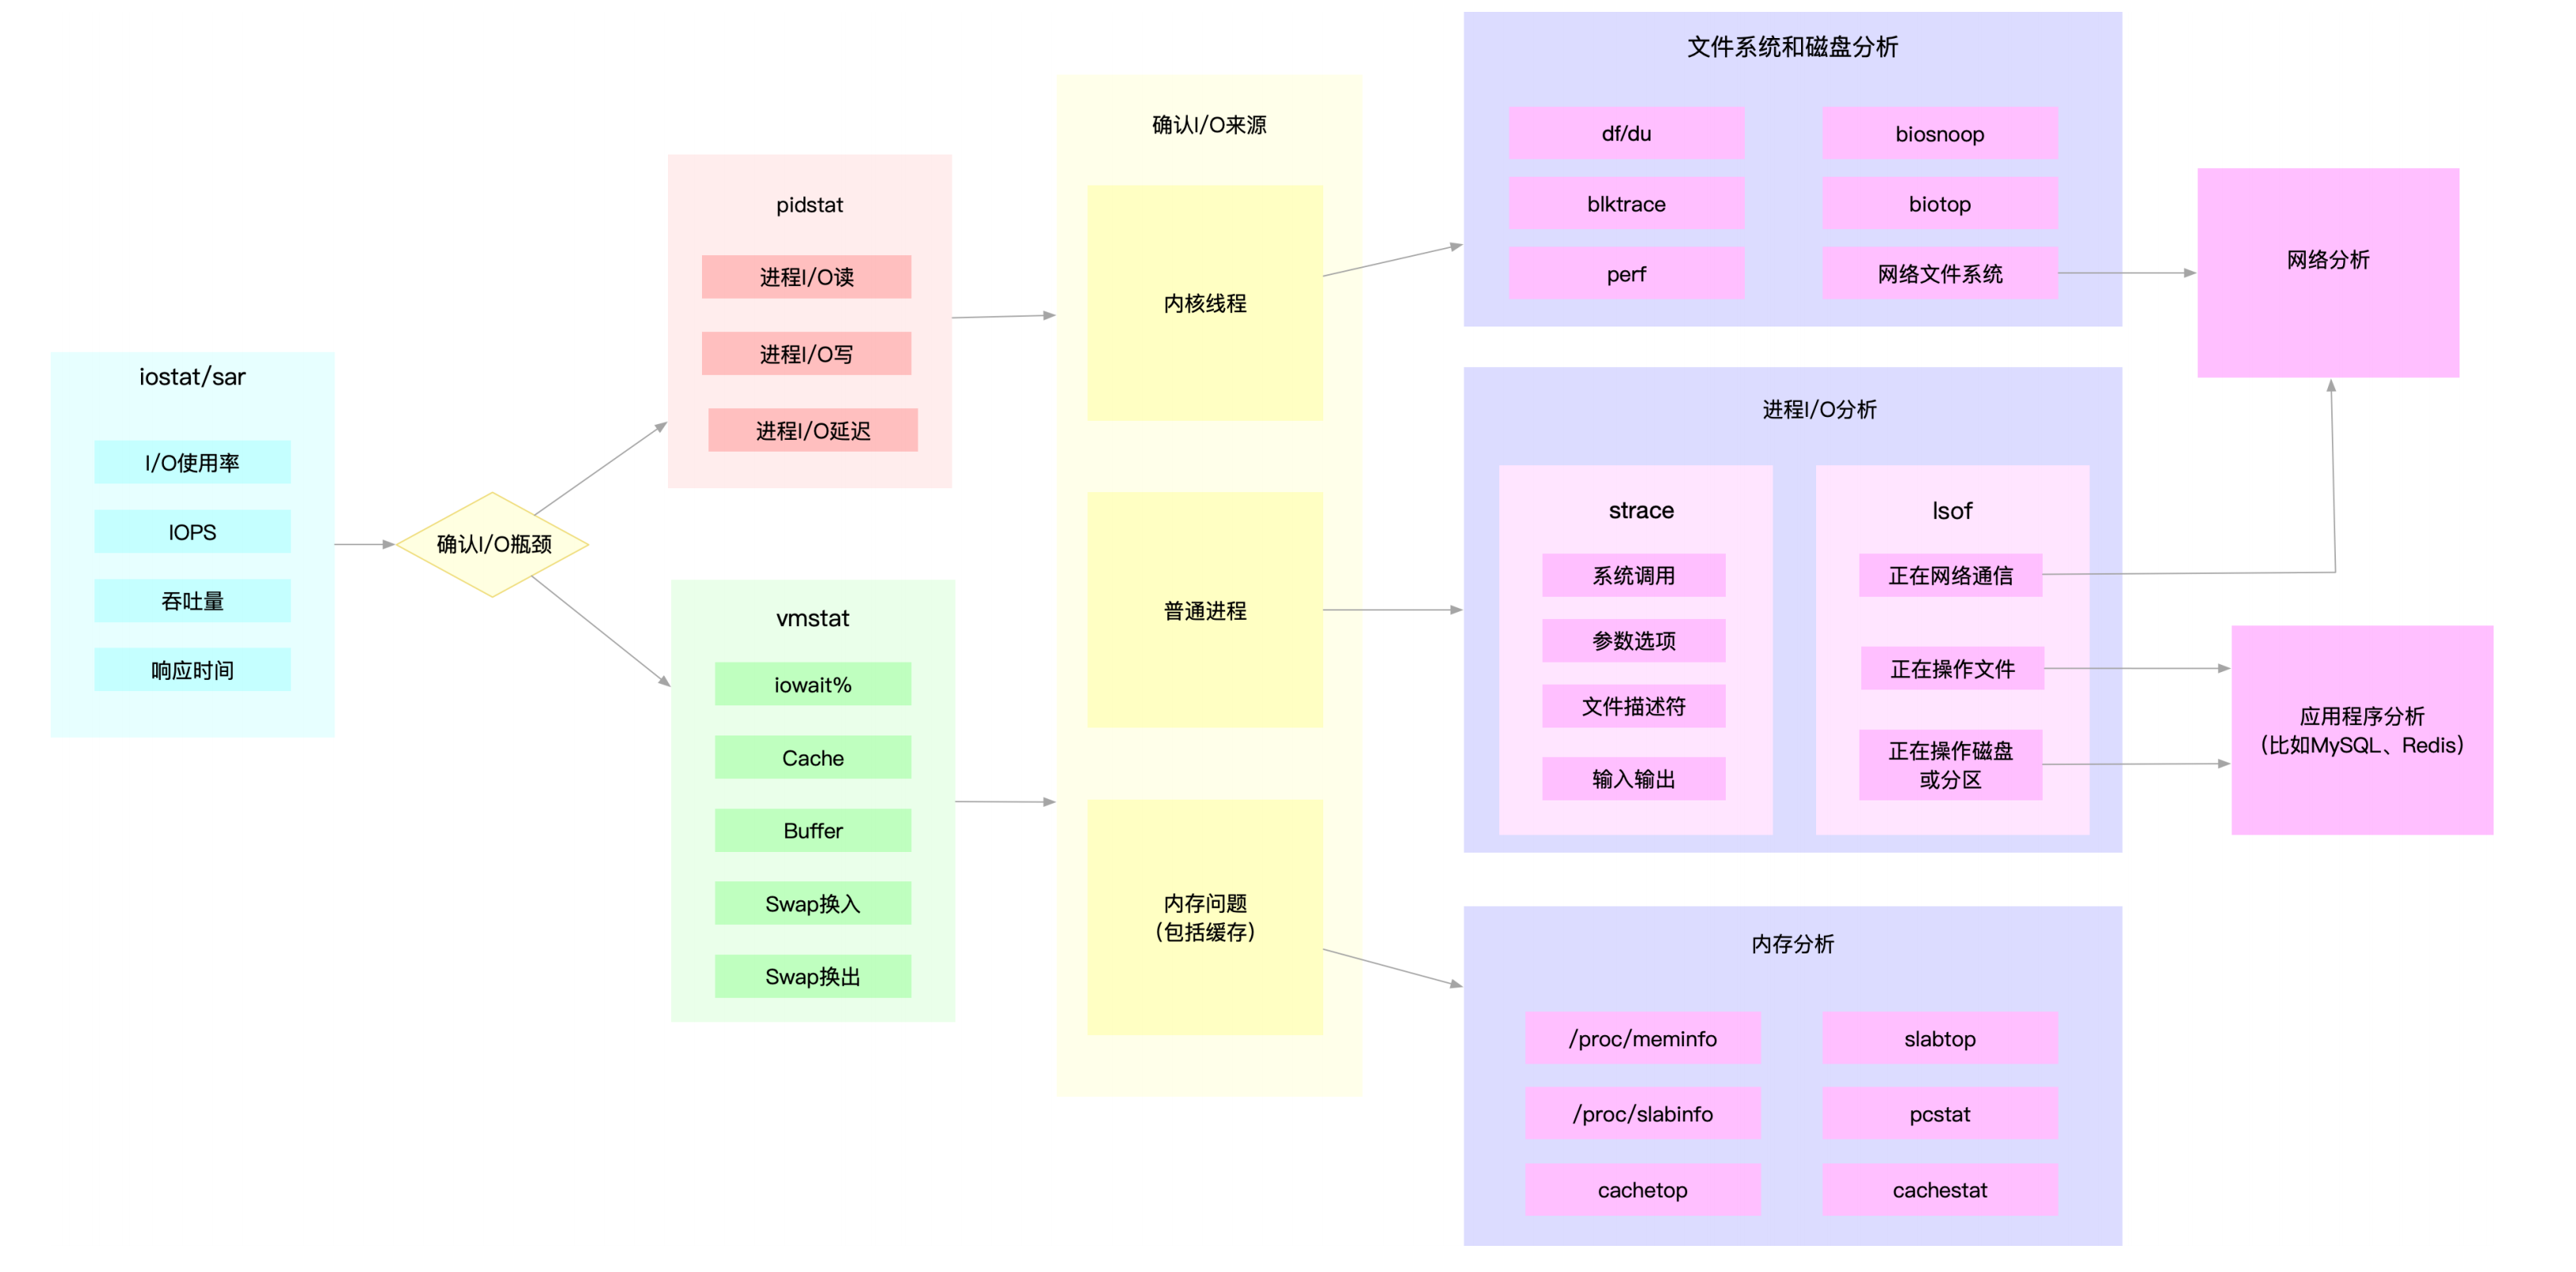 iostat/sar
I/O使用率
IOPS
吞吐量
响应时间
确认I/O瓶颈
pidstat
进程I/O读
进程I/O写
进程I/O延迟
vmstat
iowait%
Cache
Buffer
Swap换入
Swap换出
确认I/O来源
内核线程
普通进程
内存问题
（包括缓存）
文件系统和磁盘分析
df/du
biosnoop
blktrace
biotop
perf
网络文件系统
进程I/O分析
strace
系统调用
参数选项
文件描述符
输入输出
lsof
正在网络通信
正在操作文件
正在操作磁盘
或分区
内存分析
/proc/meminfo
slabtop
/proc/slabinfo
pcstat
cachetop
cachestat
网络分析
应用程序分析
（比如MySQL、Redis）